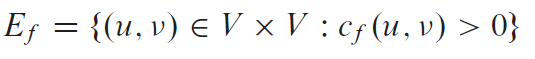 E_f = {(u, v) ∈ V × V : c_f(u, v) > 0}